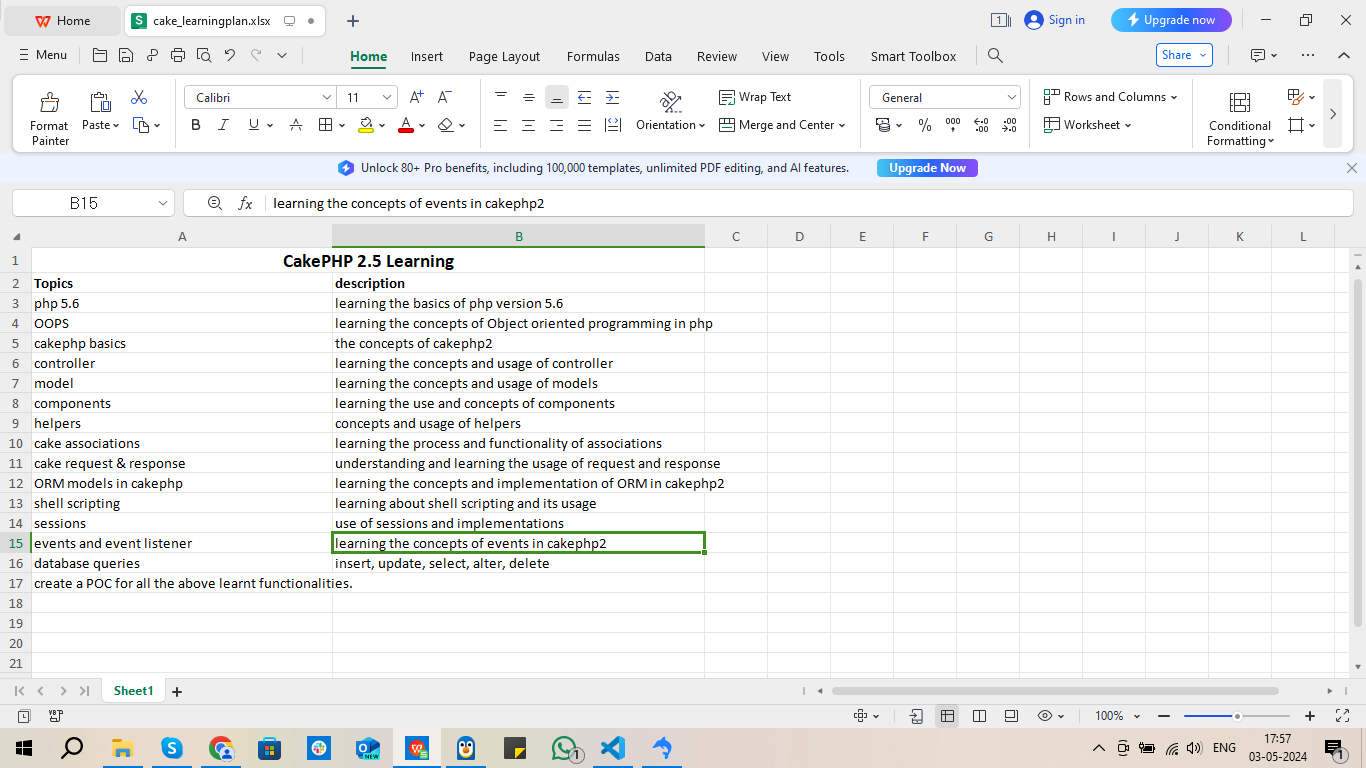 Home
cake_learningplan.xlsx
Sign in
Upgrade now
Menu
Home Insert Page Layout Formulas Data Review View Tools Smart Toolbox
Share
Format Painter
Paste
Calibri
11
Orientation
Wrap Text
Merge and Center
General
Rows and Columns
Worksheet
Conditional Formatting
Unlock 80+ Pro benefits, including 100,000 templates, unlimited PDF editing, and AI features.
Upgrade Now
B15
fx
learning the concepts of events in cakephp2
A B C D E F G H I J K L
1 CakePHP 2.5 Learning
2 Topics description
3 php 5.6 learning the basics of php version 5.6
4 OOPS learning the concepts of Object oriented programming in php
5 cakephp basics the concepts of cakephp2
6 controller learning the concepts and usage of controller
7 model learning the concepts and usage of models
8 components learning the use and concepts of components
9 helpers concepts and usage of helpers
10 cake associations learning the process and functionality of associations
11 cake request & response understanding and learning the usage of request and response
12 ORM models in cakephp learning the concepts and implementation of ORM in cakephp2
13 shell scripting learning about shell scripting and its usage
14 sessions use of sessions and implementations
15 events and event listener learning the concepts of events in cakephp2
16 database queries insert, update, select, alter, delete
17 create a POC for all the above learnt functionalities.
18
19
20
21
Sheet1
100%
ENG
17:57
03-05-2024